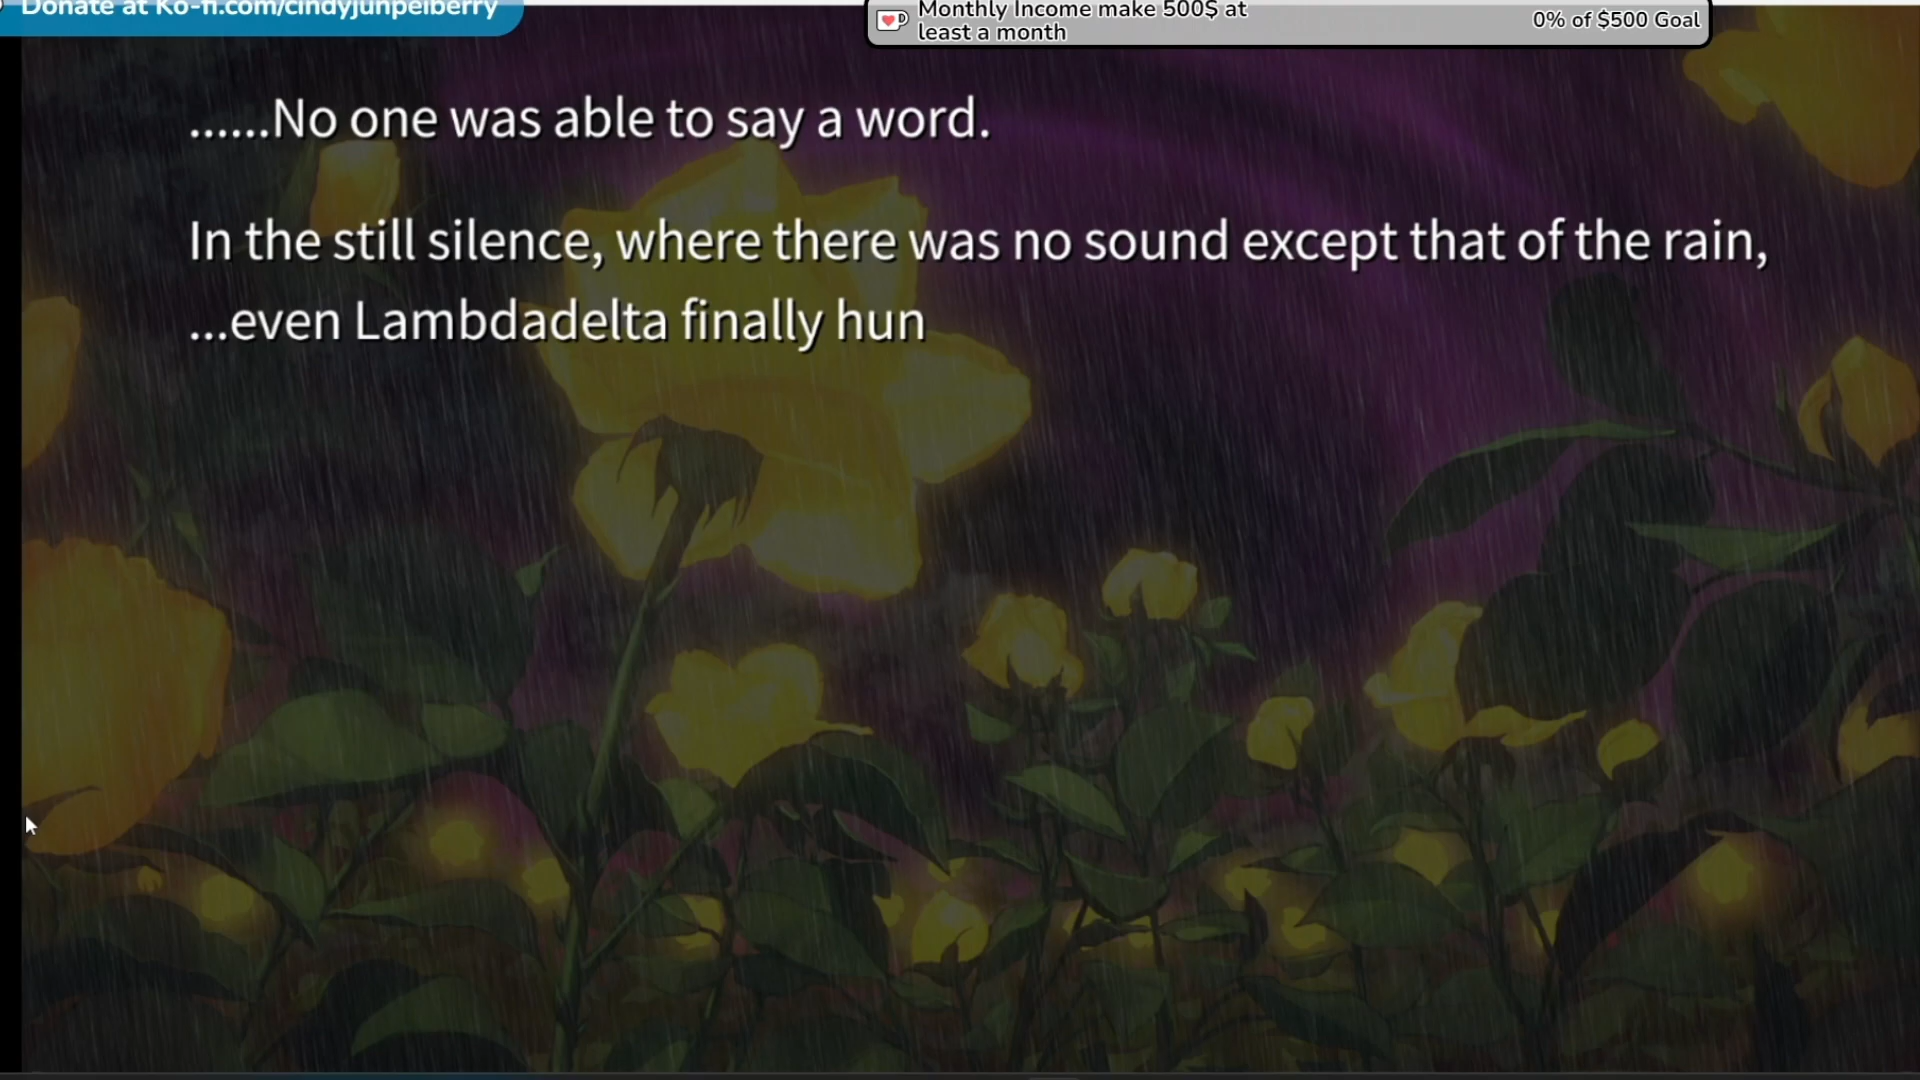 Donate at Ko-fi.com/cindyjunpeiberry
Monthly Income make 500$ at
least a month
0% of $500 Goal
......No one was able to say a word.
In the still silence, where there was no sound except that of the rain,
...even Lambdadelta finally hun